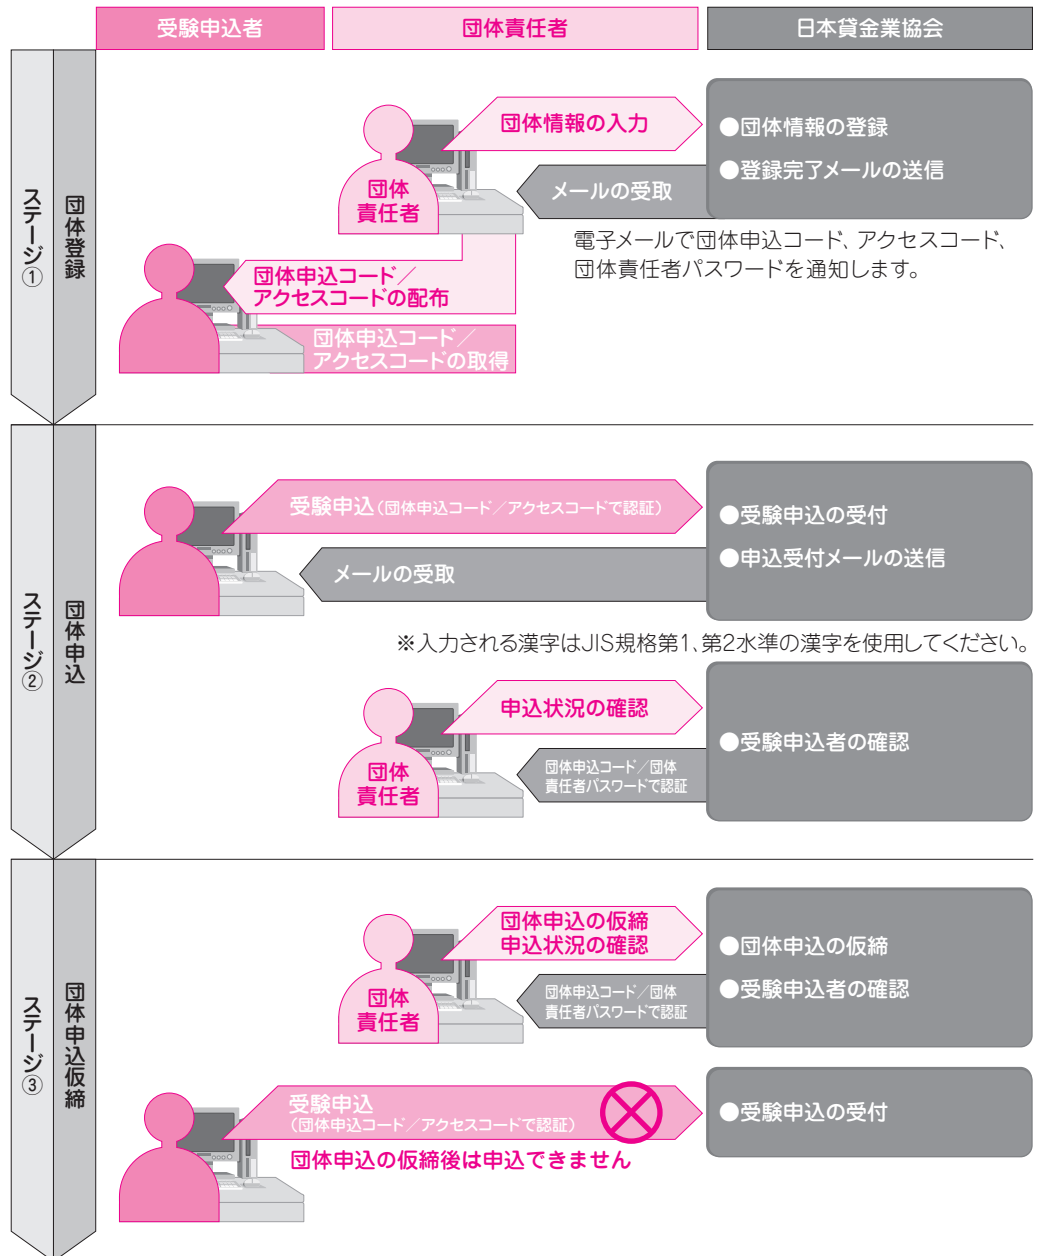 受験申込者
団体責任者
日本貸金業協会
ステージ①
団体登録
団体情報の入力
●団体情報の登録
●登録完了メールの送信
メールの受取
団体
責任者
電子メールで団体申込コード、アクセスコード、
団体責任者パスワードを通知します。
団体申込コード／
アクセスコードの配布
団体申込コード／
アクセスコードの取得
ステージ②
団体申込
受験申込（団体申込コード／アクセスコードで認証）
●受験申込の受付
●申込受付メールの送信
メールの受取
※入力される漢字はJIS規格第1、第2水準の漢字を使用してください。
申込状況の確認
●受験申込者の確認
団体申込コード／団体
責任者パスワードで認証
団体
責任者
ステージ③
団体申込仮締
団体申込の仮締
申込状況の確認
●団体申込の仮締
●受験申込者の確認
団体申込コード／団体
責任者パスワードで認証
団体
責任者
受験申込
（団体申込コード／アクセスコードで認証）
●受験申込の受付
団体申込の仮締後は申込できません